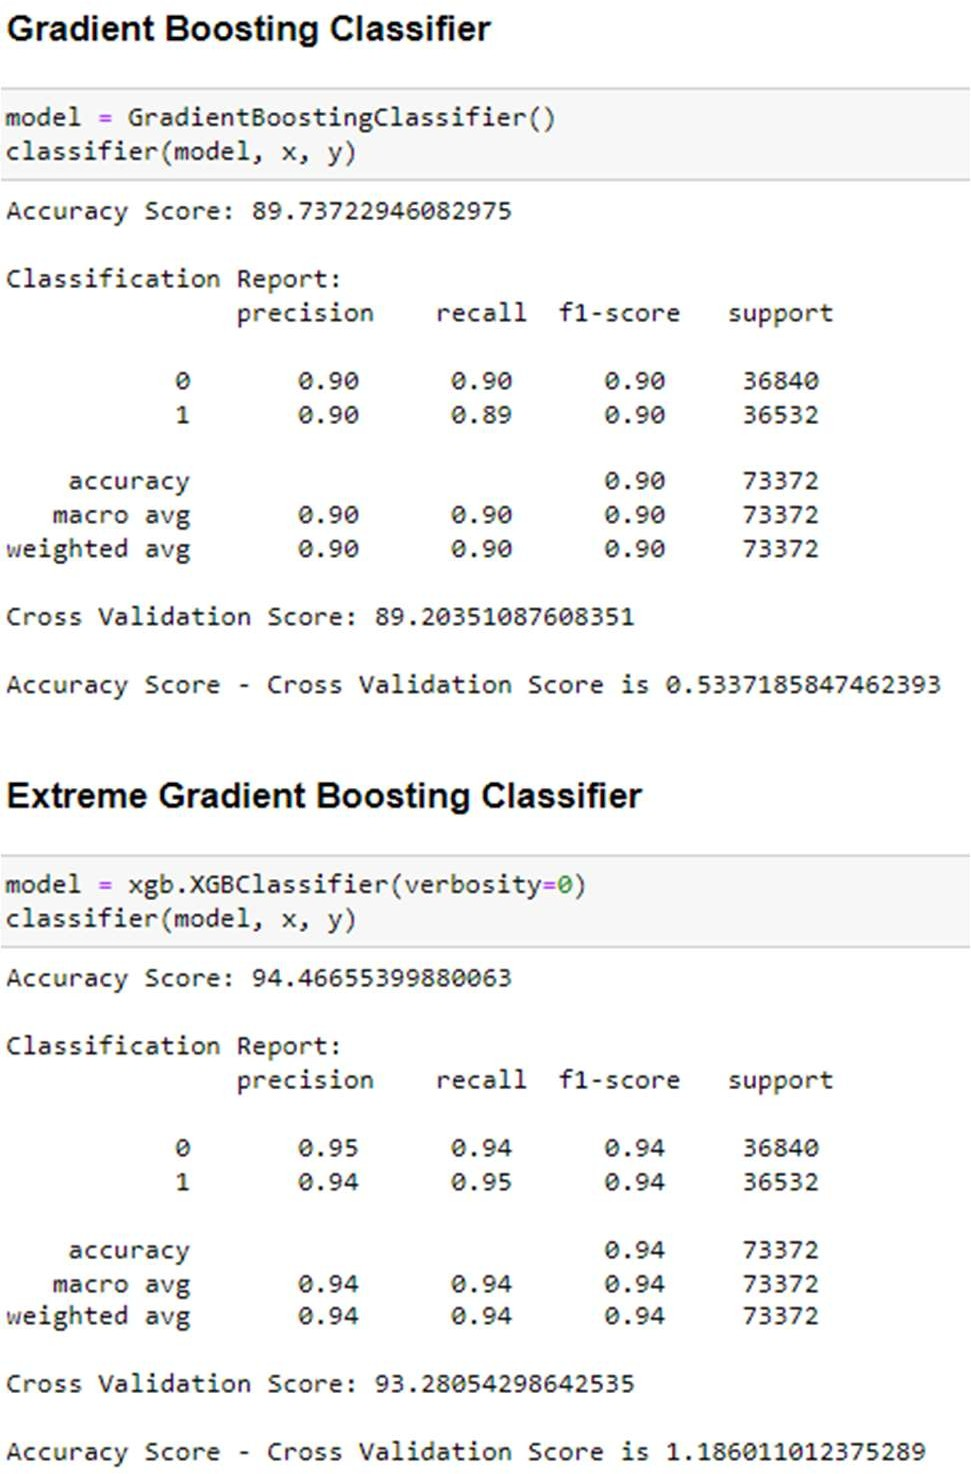 Gradient Boosting Classifier
model = GradientBoostingClassifier()
classifier(model, x, y)
Accuracy Score: 89.73722946082975
Classification Report:
precision recall f1-score support
0 0.90 0.90 0.90 36840
1 0.90 0.89 0.90 36532
accuracy 0.90 73372
macro avg 0.90 0.90 0.90 73372
weighted avg 0.90 0.90 0.90 73372
Cross Validation Score: 89.20351087608351
Accuracy Score - Cross Validation Score is 0.5337185847462393
Extreme Gradient Boosting Classifier
model = xgb.XGBClassifier(verbosity=0)
classifier(model, x, y)
Accuracy Score: 94.46655399880063
Classification Report:
precision recall f1-score support
0 0.95 0.94 0.94 36840
1 0.94 0.95 0.94 36532
accuracy 0.94 73372
macro avg 0.94 0.94 0.94 73372
weighted avg 0.94 0.94 0.94 73372
Cross Validation Score: 93.28054298642535
Accuracy Score - Cross Validation Score is 1.186011012375289